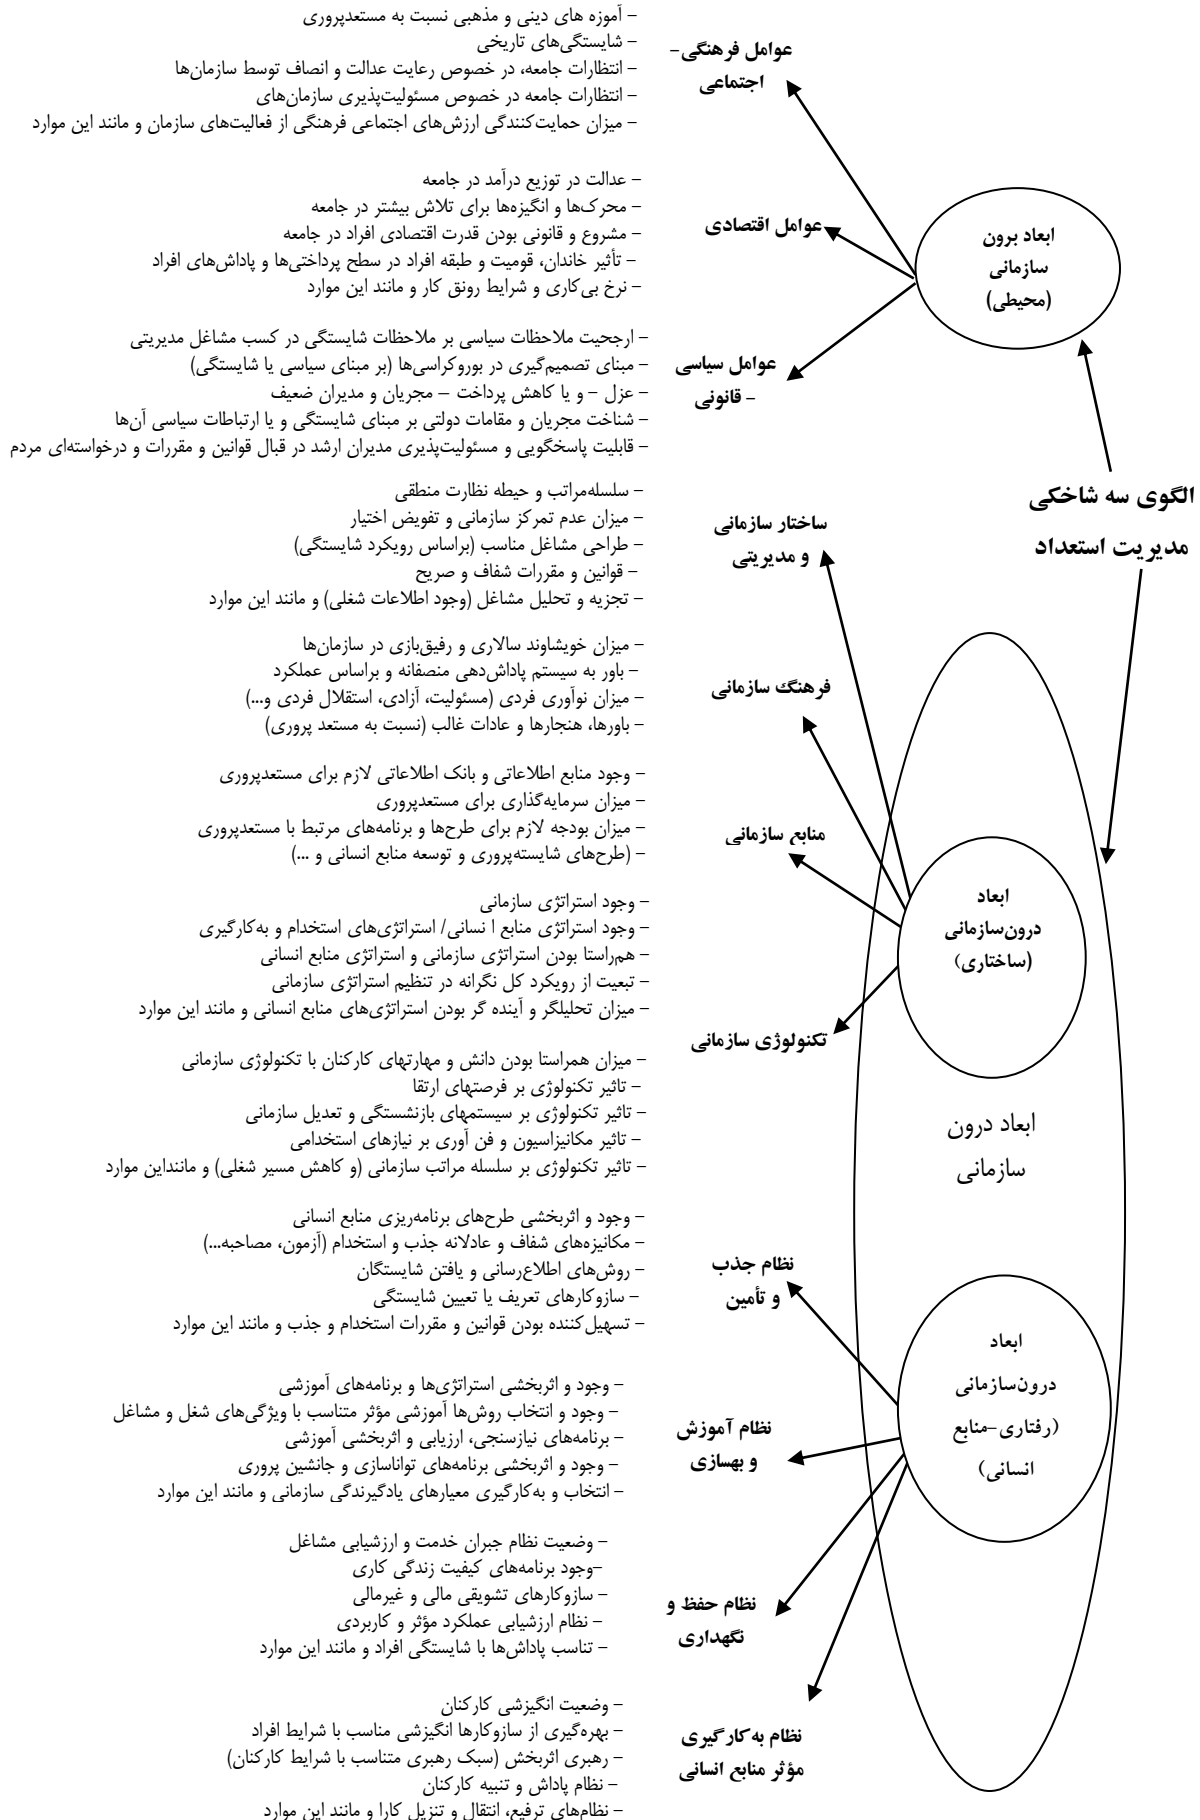 الگوی سه شاخکی
مدیریت استعداد
ابعاد برون
سازمانی
(محیطی)
عوامل فرهنگی-
اجتماعی
– آموزه های دینی و مذهبی نسبت به مستعدپروری
– شایستگی‌های تاریخی
– انتظارات جامعه، در خصوص رعایت عدالت و انصاف توسط سازمان‌ها
– انتظارات جامعه در خصوص مسئولیت‌پذیری سازمان‌های
– میزان حمایت‌کنندگی ارزش‌های اجتماعی فرهنگی از فعالیت‌های سازمان و مانند این موارد
عوامل اقتصادی
– عدالت در توزیع درآمد در جامعه
– محرک‌ها و انگیزه‌ها برای تلاش بیشتر در جامعه
– مشروع و قانونی بودن قدرت اقتصادی افراد در جامعه
– تأثیر خاندان، قومیت و طبقه افراد در سطح پرداختی‌ها و پاداش‌های افراد
– نرخ بی‌کاری و شرایط رونق کار و مانند این موارد
عوامل سیاسی
– قانونی
– ارجحیت ملاحظات سیاسی بر ملاحظات شایستگی در کسب مشاغل مدیریتی
– مبنای تصمیم‌گیری در بوروکراسی‌ها (بر مبنای سیاسی یا شایستگی)
– عزل – و یا کاهش پرداخت – مجریان و مدیران ضعیف
– شناخت مجریان و مقامات دولتی بر مبنای شایستگی و یا ارتباطات سیاسی آن‌ها
– قابلیت پاسخگویی و مسئولیت‌پذیری مدیران ارشد در قبال قوانین و مقررات و درخواست‌های مردم
ابعاد درون
سازمانی
ابعاد
درون‌سازمانی
(ساختاری)
ساختار سازمانی
و مدیریتی
– سلسله‌مراتب و حیطه نظارت منطقی
– میزان عدم تمرکز سازمانی و تفویض اختیار
– طراحی مشاغل مناسب (براساس رویکرد شایستگی)
– قوانین و مقررات شفاف و صریح
– تجزیه و تحلیل مشاغل (وجود اطلاعات شغلی) و مانند این موارد
فرهنگ سازمانی
– میزان خویشاوند سالاری و رفیق‌بازی در سازمان‌ها
– باور به سیستم پاداش‌دهی منصفانه و براساس عملکرد
– میزان نوآوری فردی (مسئولیت، آزادی، استقلال فردی و...)
– باورها، هنجارها و عادات غالب (نسبت به مستعد پروری)
منابع سازمانی
– وجود منابع اطلاعاتی و بانک اطلاعاتی لازم برای مستعدپروری
– میزان سرمایه‌گذاری برای مستعدپروری
– میزان بودجه لازم برای طرح‌ها و برنامه‌های مرتبط با مستعدپروری
– (طرح‌های شایسته‌پروری و توسعه منابع انسانی و ...)
– وجود استراتژی سازمانی
– وجود استراتژی منابع ا نسانی/ استراتژی‌های استخدام و به‌کارگیری
– هم‌راستا بودن استراتژی سازمانی و استراتژی منابع انسانی
– تبعیت از رویکرد کل نگرانه در تنظیم استراتژی سازمانی
– میزان تحلیلگر و آینده گر بودن استراتژی‌های منابع انسانی و مانند این موارد
تکنولوژی سازمانی
– میزان همراستا بودن دانش و مهارتهای کارکنان با تکنولوژی سازمانی
– تاثیر تکنولوژی بر فرصتهای ارتقا
– تاثیر تکنولوژی بر سیستمهای بازنشستگی و تعدیل سازمانی
– تاثیر مکانیزاسیون و فن آوری بر نیازهای استخدامی
– تاثیر تکنولوژی بر سلسله مراتب سازمانی (و کاهش مسیر شغلی) و ماننداین موارد
ابعاد
درون‌سازمانی
(رفتاری-منابع
انسانی)
نظام جذب
و تأمین
– وجود و اثربخشی طرح‌های برنامه‌ریزی منابع انسانی
– مکانیزه‌های شفاف و عادلانه جذب و استخدام (آزمون، مصاحبه...)
– روش‌های اطلاع‌رسانی و یافتن شایستگان
– سازوکارهای تعریف یا تعیین شایستگی
– تسهیل‌کننده بودن قوانین و مقررات استخدام و جذب و مانند این موارد
نظام آموزش
و بهسازی
– وجود و اثربخشی استراتژی‌ها و برنامه‌های آموزشی
– وجود و انتخاب روش‌ها آموزشی مؤثر متناسب با ویژگی‌های شغل و مشاغل
– برنامه‌های نیازسنجی، ارزیابی و اثربخشی آموزشی
– وجود و اثربخشی برنامه‌های تواناسازی و جانشین پروری
– انتخاب و به‌کارگیری معیارهای یادگیرندگی سازمانی و مانند این موارد
نظام حفظ و
نگهداری
– وضعیت نظام جبران خدمت و ارزشیابی مشاغل
–وجود برنامه‌های کیفیت زندگی کاری
– سازوکارهای تشویقی مالی و غیرمالی
– نظام ارزشیابی عملکرد مؤثر و کاربردی
– تناسب پاداش‌ها با شایستگی افراد و مانند این موارد
نظام به‌کارگیری
مؤثر منابع انسانی
– وضعیت انگیزشی کارکنان
– بهره‌گیری از سازوکارها انگیزشی مناسب با شرایط افراد
– رهبری اثربخش (سبک رهبری متناسب با شرایط کارکنان)
– نظام پاداش و تنبیه کارکنان
– نظام‌های ترفیع، انتقال و تنزیل کارا و مانند این موارد